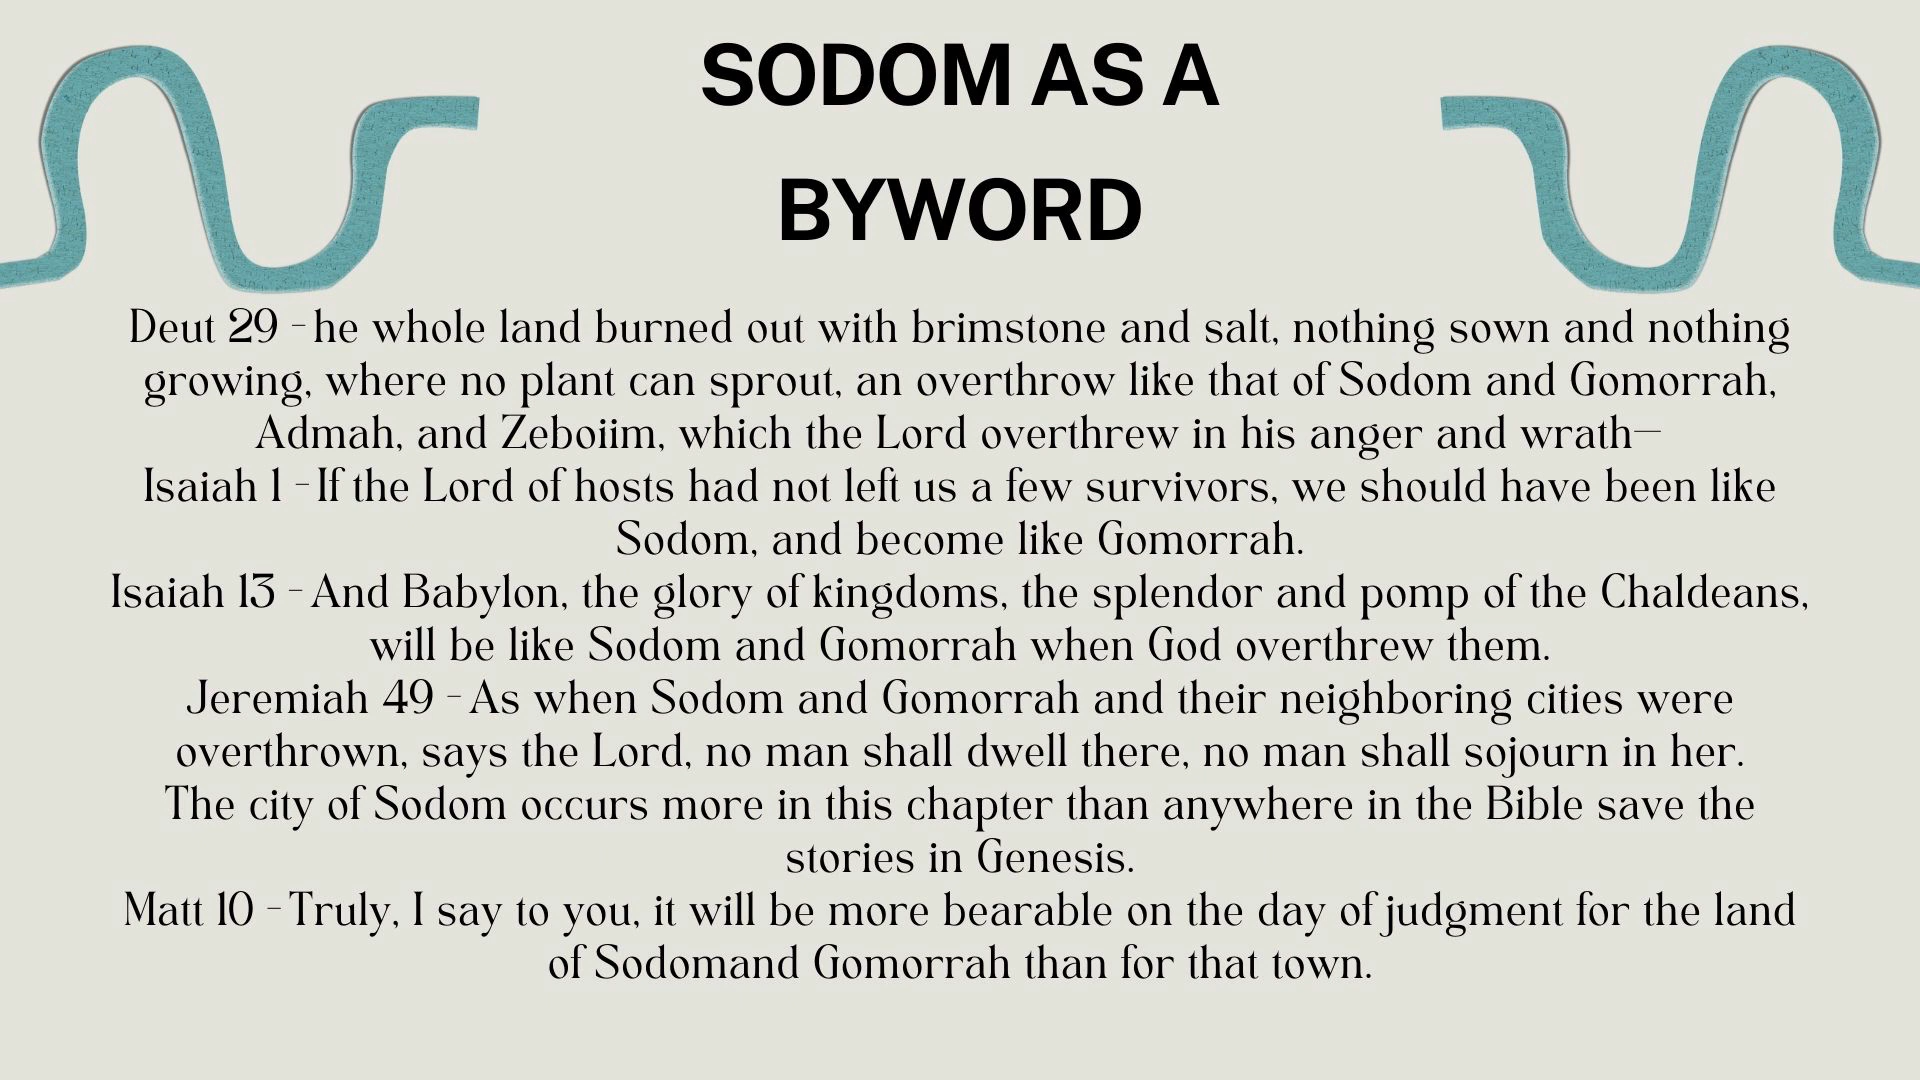 SODOM AS A
BYWORD
Deut 29 - he whole land burned out with brimstone and salt, nothing sown and nothing
growing, where no plant can sprout, an overthrow like that of Sodom and Gomorrah,
Admah, and Zeboiim, which the Lord overthrew in his anger and wrath—
Isaiah 1 - If the Lord of hosts had not left us a few survivors, we should have been like
Sodom, and become like Gomorrah.
Isaiah 13 - And Babylon, the glory of kingdoms, the splendor and pomp of the Chaldeans,
will be like Sodom and Gomorrah when God overthrew them.
Jeremiah 49 - As when Sodom and Gomorrah and their neighboring cities were
overthrown, says the Lord, no man shall dwell there, no man shall sojourn in her.
The city of Sodom occurs more in this chapter than anywhere in the Bible save the
stories in Genesis.
Matt 10 - Truly, I say to you, it will be more bearable on the day of judgment for the land
of Sodomand Gomorrah than for that town.